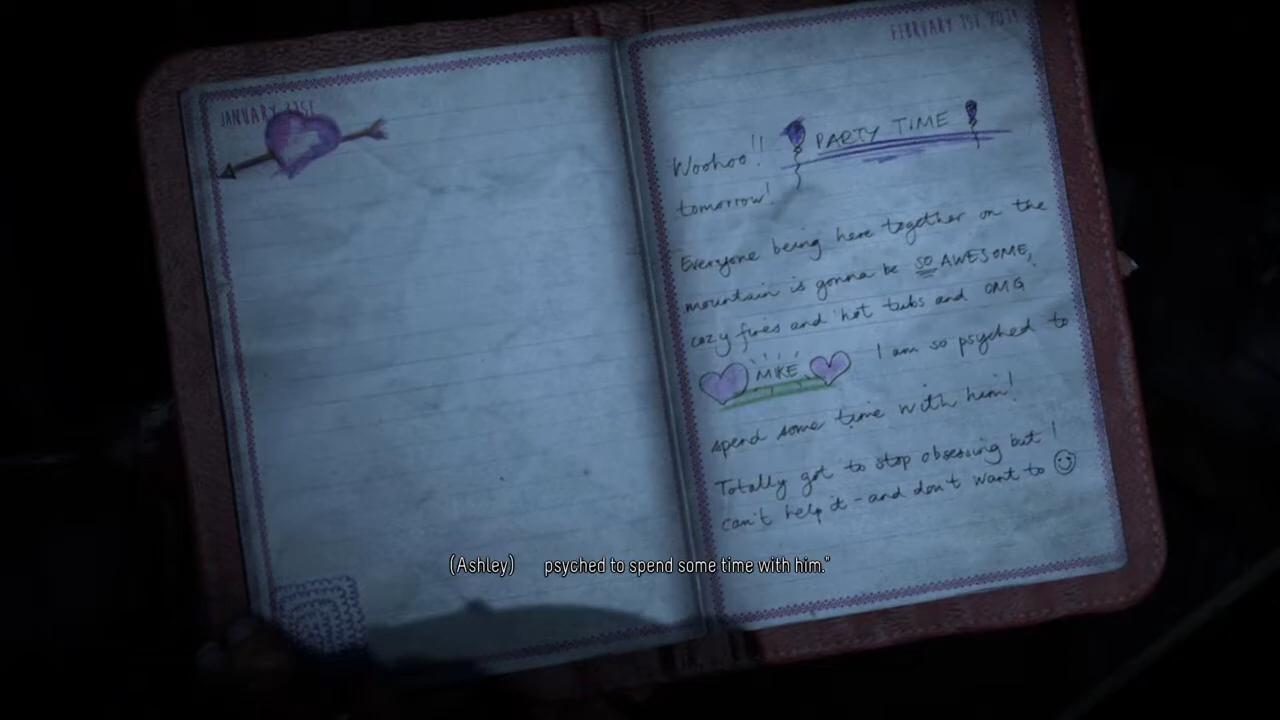 JANUARY 31ST
FEBRUARY 1ST 2014
Woohoo!! PARTY TIME
tomorrow!
Everyone being here together on the
mountain is gonna be SO AWESOME,
cozy fires and hot tubs and OMG
MIKE I am so psyched to
spend some time with him!
Totally got to stop obsessing but I
can't help it - and don't want to
(Ashley) psyched to spend some time with him."